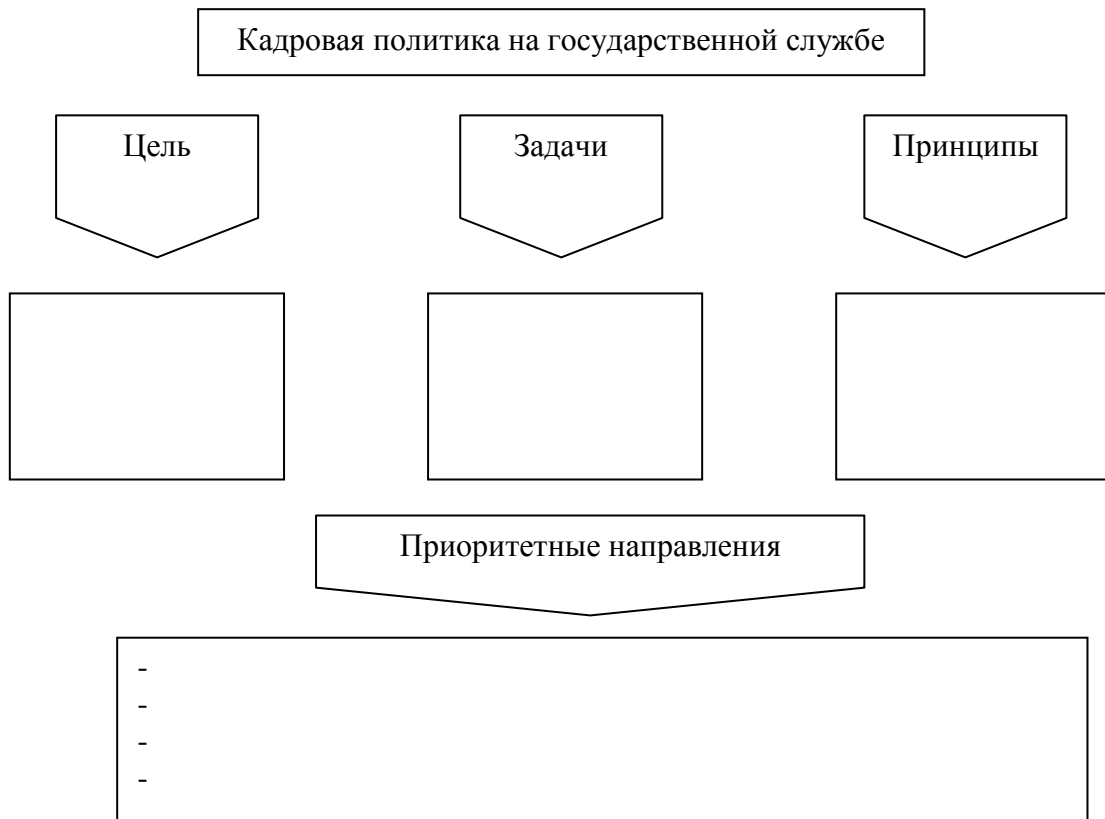 Кадровая политика на государственной службе
Цель
Задачи
Принципы
Приоритетные направления
-
-
-
-